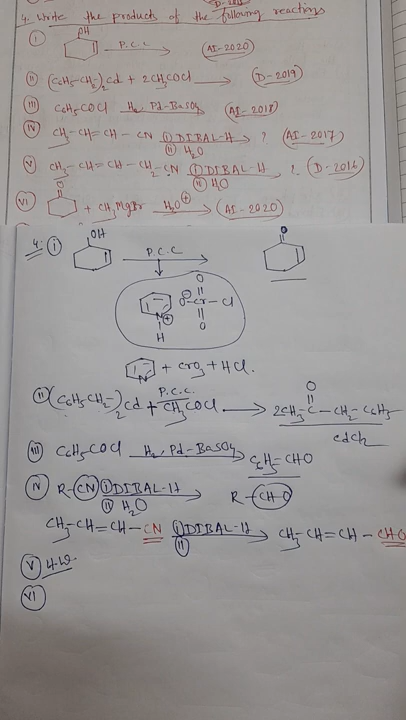 D-20
4. Write the products of the following reactions
(i) OH P.C.C (AI-2020)
(ii) (C6H5-CH2)2Cd + 2CH3COCl → (D-2019)
(iii) C6H5COCl H2, Pd-BaSO4 (AI-2018)
(iv) CH3-CH=CH-CN (i) DIBAL-H ? (AI-2017)
(ii) H2O
(v) CH3-CH=CH-CH2-CN (i) DIBAL-H ? (D-2016)
(ii) H2O
(vi) O + CH3MgBr H3O⊕ → (AI-2020)
4. (i) OH P.C.C O
O
O-Cr-Cl
N⊕ O
H
N + CrO3 + HCl.
(ii) (C6H5-CH2-)2Cd + P.C.C. CH3COCl → 2CH3-C-CH2-C6H5
O
CdCl2
(iii) C6H5COCl H2, Pd-BaSO4 → C6H5-CHO
(iv) R-CN (i) DIBAL-H → R-CHO
(ii) H2O
CH3-CH=CH-CN (i) DIBAL-H → CH3-CH=CH-CHO
(ii)
(v) H.W.
(vi)